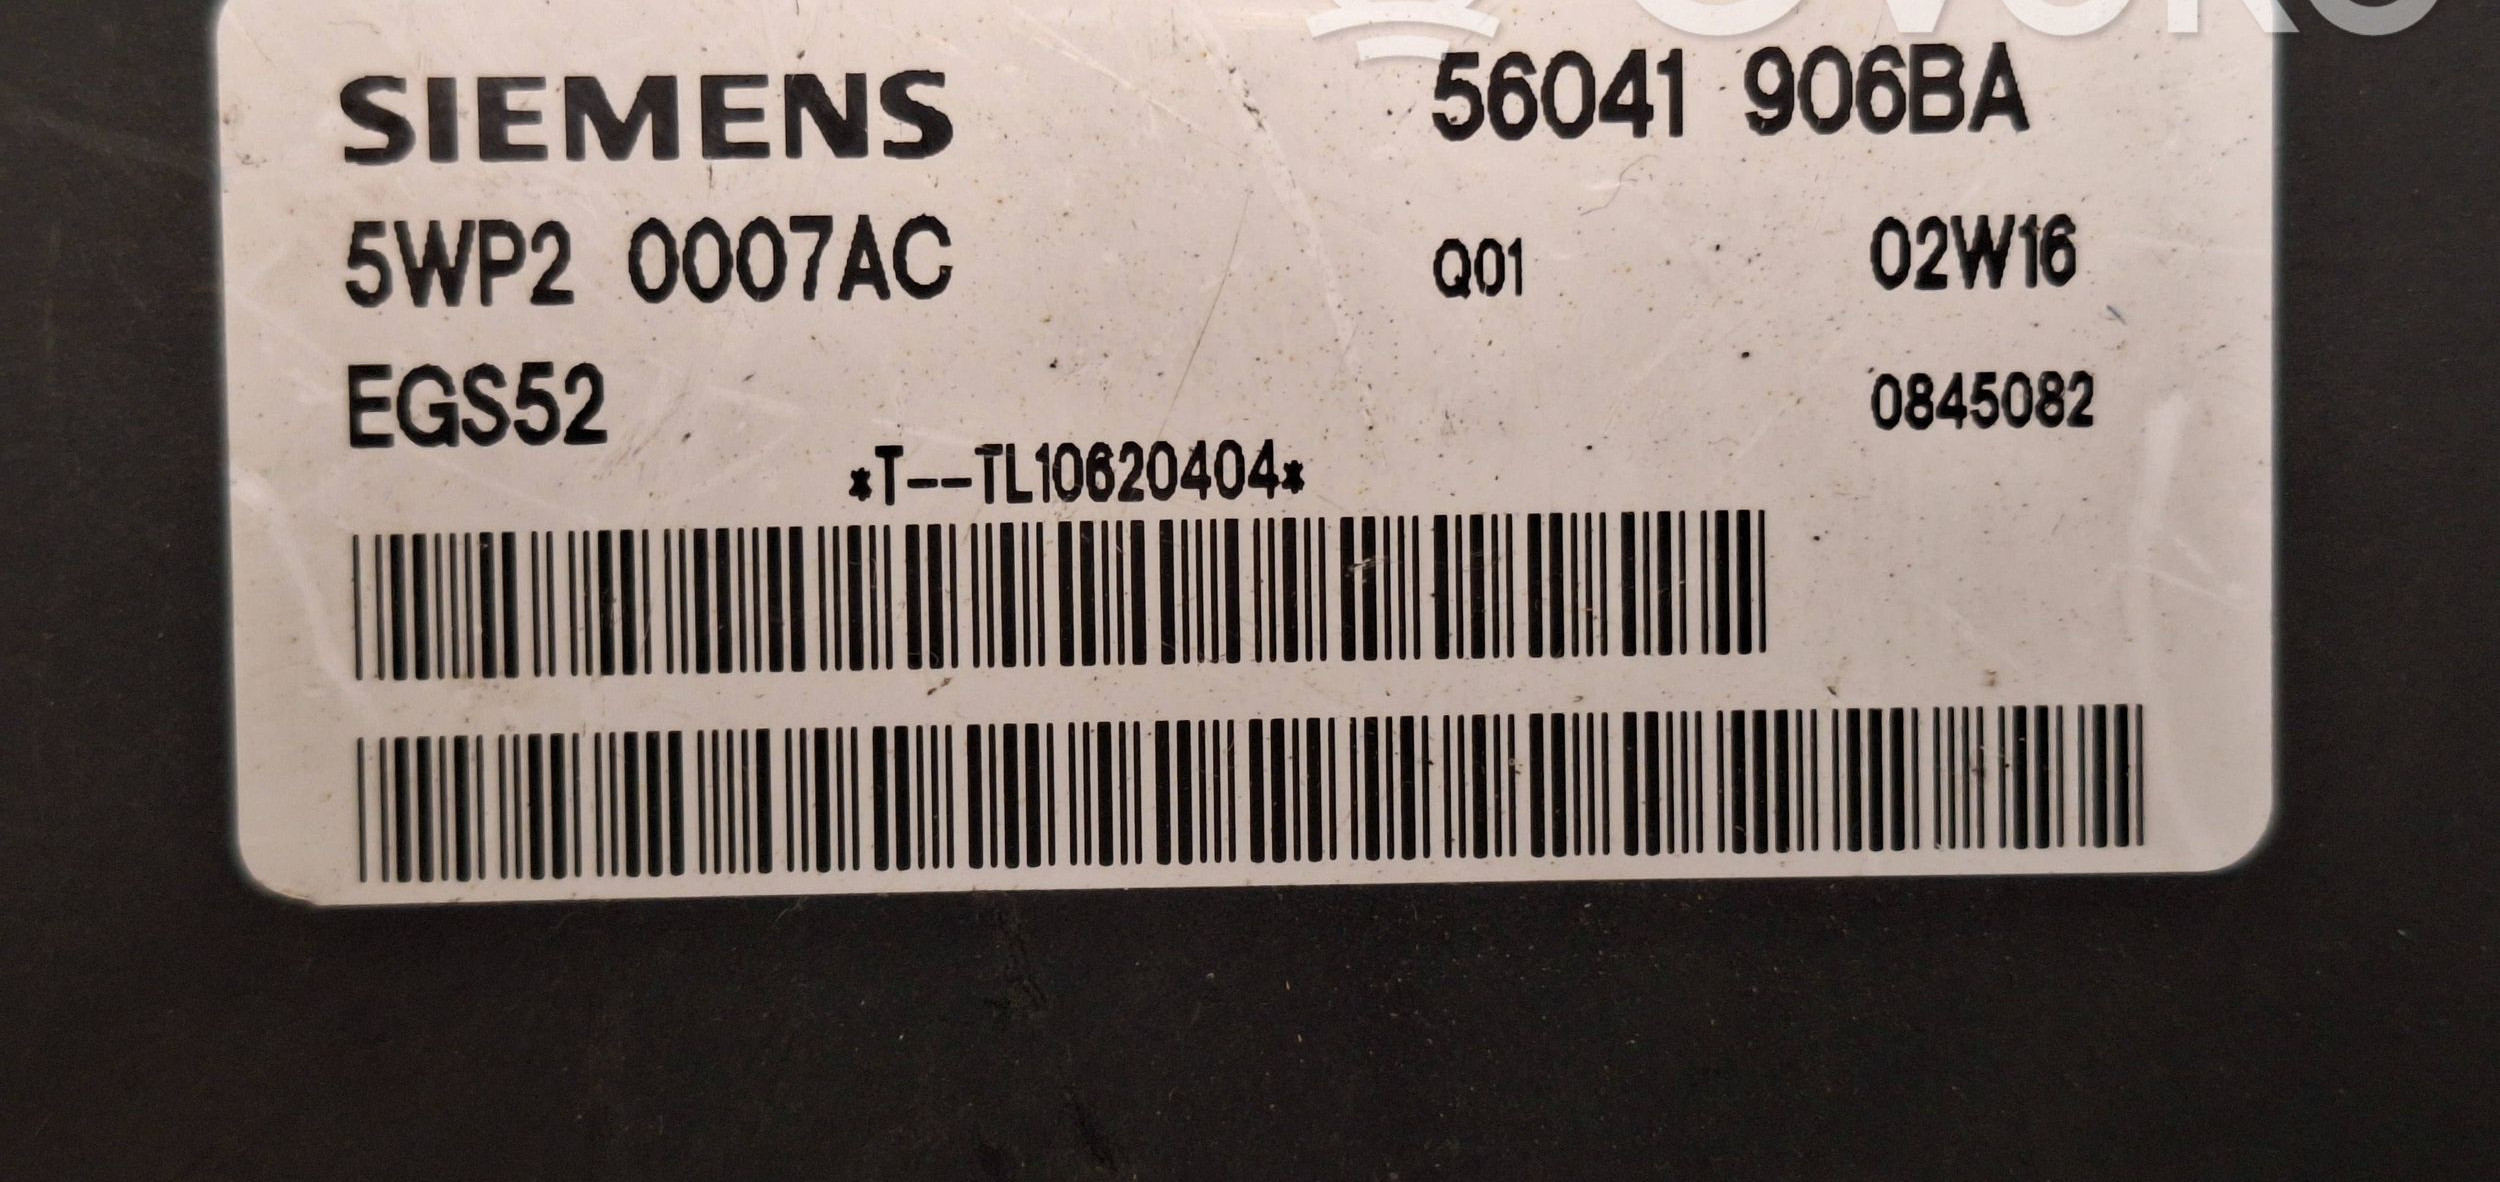 SIEMENS 56041 906BA
5WP2 0007AC Q01 02W16
EGS52 0845082
*T--TL10620404*